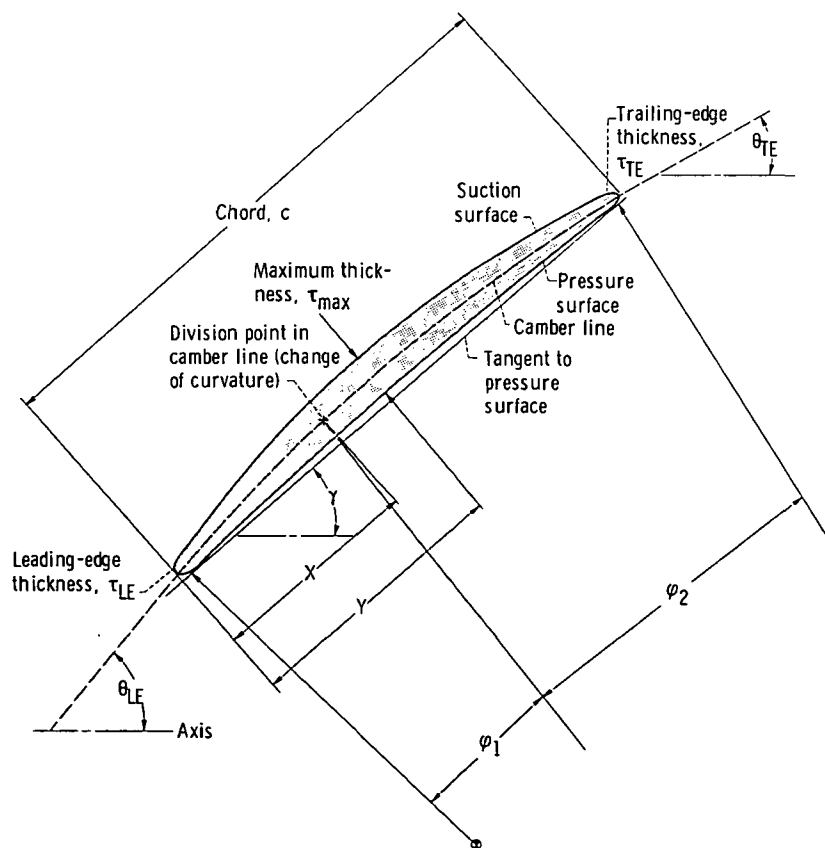 Trailing-edge
thickness,
τTE
θTE
Suction
surface
Chord, c
Maximum thick-
ness, τmax
Pressure
surface
Camber line
Division point in
camber line (change
of curvature)
Tangent to
pressure
surface
γ
Leading-edge
thickness, τLE
X
Y
φ2
θLE
Axis
φ1